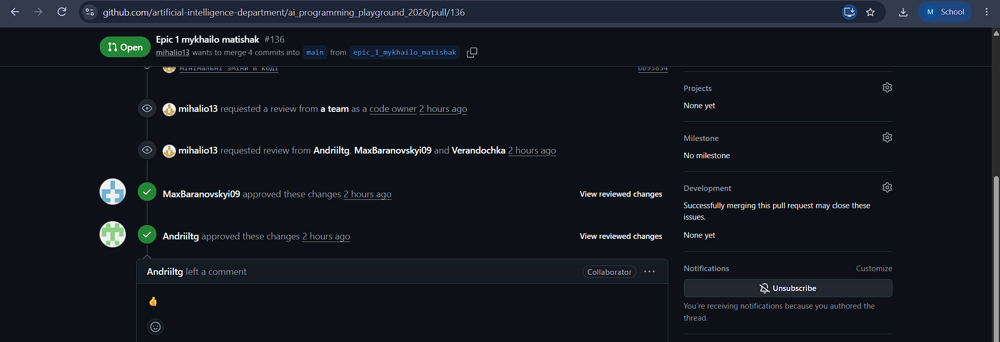 github.com/artificial-intelligence-department/ai_programming_playground_2026/pull/136
M School
Open
Epic 1 mykhailo matishak #136
mihalio13 wants to merge 4 commits into main from epic_1_mykhailo_matishak
мінімальні зміни в коді bb93834
mihalio13 requested a review from a team as a code owner 2 hours ago
mihalio13 requested review from Andriiltg, MaxBaranovskyi09 and Verandochka 2 hours ago
MaxBaranovskyi09 approved these changes 2 hours ago View reviewed changes
Andriiltg approved these changes 2 hours ago View reviewed changes
Andriiltg left a comment Collaborator
Projects
None yet
Milestone
No milestone
Development
Successfully merging this pull request may close these
issues.
None yet
Notifications Customize
Unsubscribe
You're receiving notifications because you authored the
thread.